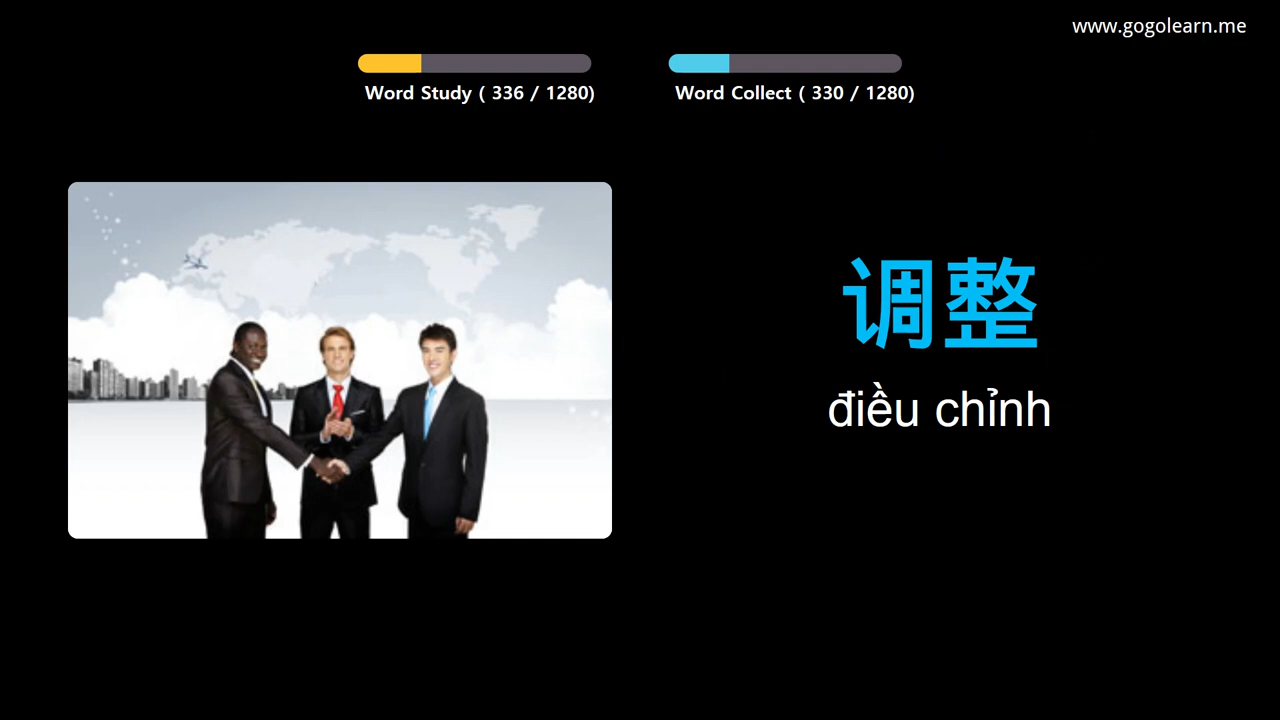 www.gogolearn.me
Word Study ( 336 / 1280)
Word Collect ( 330 / 1280)
调整
điều chỉnh